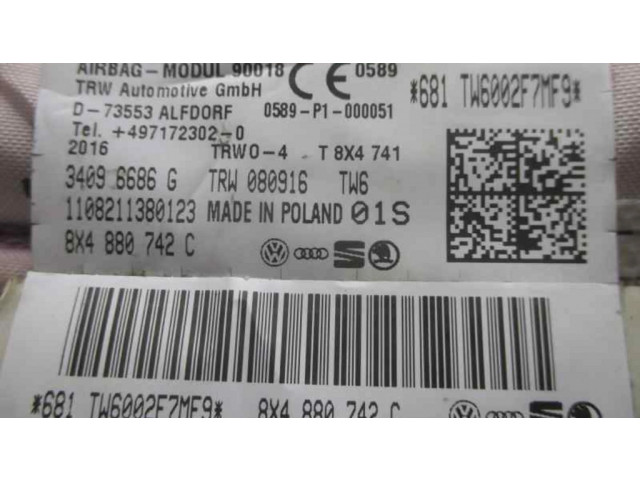 AIRBAG-MODUL 90018 CE 0589
TRW Automotive GmbH
*681 TW6002F7MF9*
D-73553 ALFDORF 0589-P1-000051
Tel. +497172302-0
2016 TRWO-4 T 8X4 741
3409 6686 G TRW 080916 TW6
1108211380123 MADE IN POLAND 01S
8X4 880 742 C
*681 TW6002F7MF9* 8X4 880 742 C